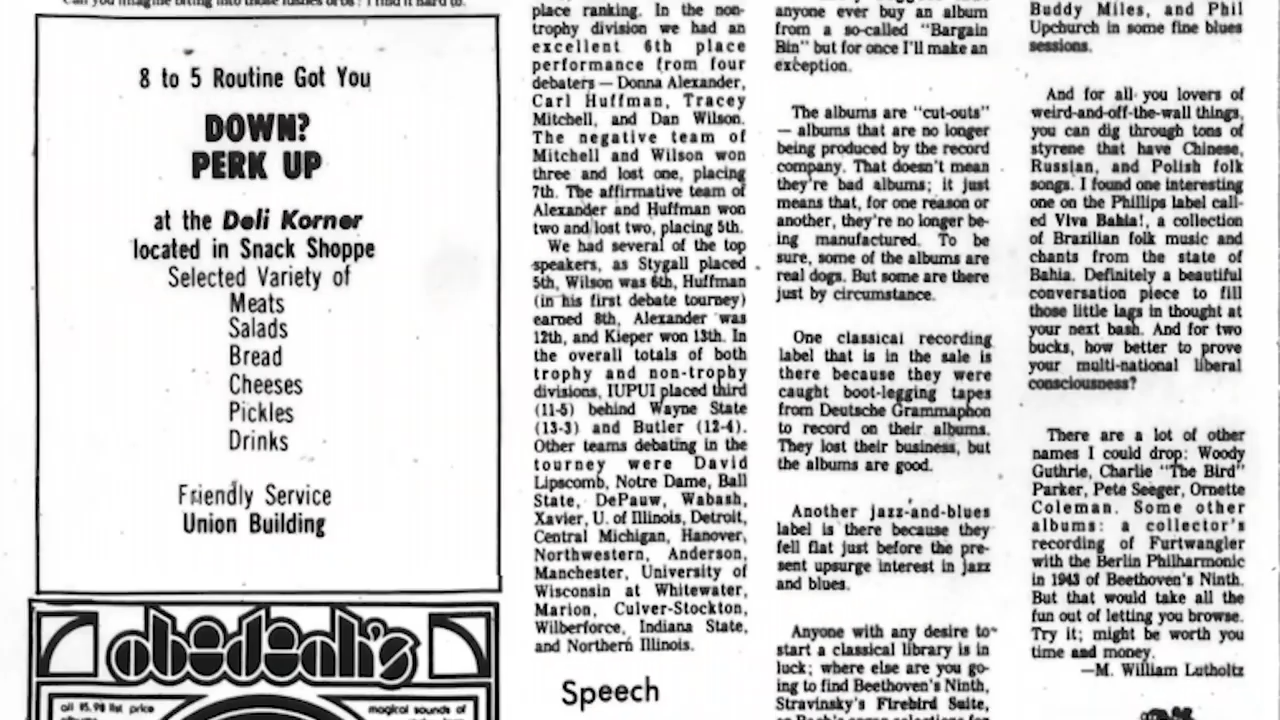 8 to 5 Routine Got You
DOWN?
PERK UP
at the Deli Korner
located in Snack Shoppe
Selected Variety of
Meats
Salads
Bread
Cheeses
Pickles
Drinks
Friendly Service
Union Building
obediah's
all $5.98 list price
magical sounds of
place ranking. In the non-
trophy division we had an
excellent 6th place
performance from four
debaters — Donna Alexander,
Carl Huffman, Tracey
Mitchell, and Dan Wilson.
The negative team of
Mitchell and Wilson won
three and lost one, placing
7th. The affirmative team of
Alexander and Huffman won
two and lost two, placing 5th.
We had several of the top
speakers, as Stygall placed
5th, Wilson was 6th, Huffman
(in his first debate tourney)
earned 8th, Alexander was
12th, and Kieper won 13th. In
the overall totals of both
trophy and non-trophy
divisions, IUPUI placed third
(11-5) behind Wayne State
(13-3) and Butler (12-4).
Other teams debating in the
tourney were David
Lipscomb, Notre Dame, Ball
State, DePauw, Wabash,
Xavier, U. of Illinois, Detroit,
Central Michigan, Hanover,
Northwestern, Anderson,
Manchester, University of
Wisconsin at Whitewater,
Marion, Culver-Stockton,
Wilberforce, Indiana State,
and Northern Illinois.
Speech
anyone ever buy an album
from a so-called "Bargain
Bin" but for once I'll make an
exception.
The albums are "cut-outs"
— albums that are no longer
being produced by the record
company. That doesn't mean
they're bad albums; it just
means that, for one reason or
another, they're no longer be-
ing manufactured. To be
sure, some of the albums are
real dogs. But some are there
just by circumstance.
One classical recording
label that is in the sale is
there because they were
caught boot-legging tapes
from Deutsche Grammaphon
to record on their albums.
They lost their business, but
the albums are good.
Another jazz-and-blues
label is there because they
fell flat just before the pre-
sent upsurge interest in jazz
and blues.
Anyone with any desire to
start a classical library is in
luck; where else are you go-
ing to find Beethoven's Ninth,
Stravinsky's Firebird Suite,
Buddy Miles, and Phil
Upchurch in some fine blues
sessions.
And for all you lovers of
weird-and-off-the-wall things,
you can dig through tons of
styrene that have Chinese,
Russian, and Polish folk
songs. I found one interesting
one on the Phillips label call-
ed Viva Bahia!, a collection
of Brazilian folk music and
chants from the state of
Bahia. Definitely a beautiful
conversation piece to fill
those little lags in thought at
your next bash. And for two
bucks, how better to prove
your multi-national liberal
consciousness?
There are a lot of other
names I could drop: Woody
Guthrie, Charlie "The Bird"
Parker, Pete Seeger, Ornette
Coleman. Some other
albums: a collector's
recording of Furtwangler
with the Berlin Philharmonic
in 1943 of Beethoven's Ninth.
But that would take all the
fun out of letting you browse.
Try it; might be worth you
time and money.
—M. William Lutholtz